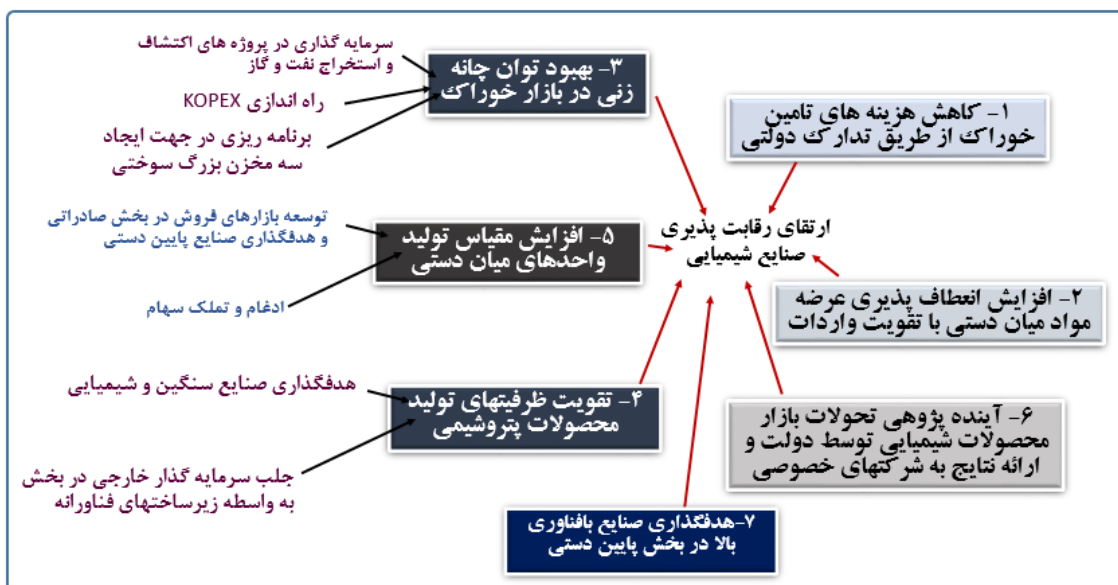 سرمایه گذاری در پروژه های اکتشاف
و استخراج نفت و گاز
راه اندازی KOPEX
برنامه ریزی در جهت ایجاد
سه مخزن بزرگ سوختی
۳- بهبود توان چانه
زنی در بازار خوراک
۱- کاهش هزینه های تامین
خوراک از طریق تدارک دولتی
ارتقای رقابت پذیری
صنایع شیمیایی
توسعه بازارهای فروش در بخش صادراتی
و هدفگذاری صنایع پایین دستی
ادغام و تملک سهام
۵- افزایش مقیاس تولید
واحدهای میان دستی
۲- افزایش انعطاف پذیری عرضه
مواد میان دستی با تقویت واردات
هدفگذاری صنایع سنگین و شیمیایی
جلب سرمایه گذار خارجی در بخش
به واسطه زیرساختهای فناورانه
۴- تقویت ظرفیتهای تولید
محصولات پتروشیمی
۶- آینده پژوهی تحولات بازار
محصولات شیمیایی توسط دولت و
ارائه نتایج به شرکتهای خصوصی
۷-هدفگذاری صنایع بافناوری
بالا در بخش پایین دستی